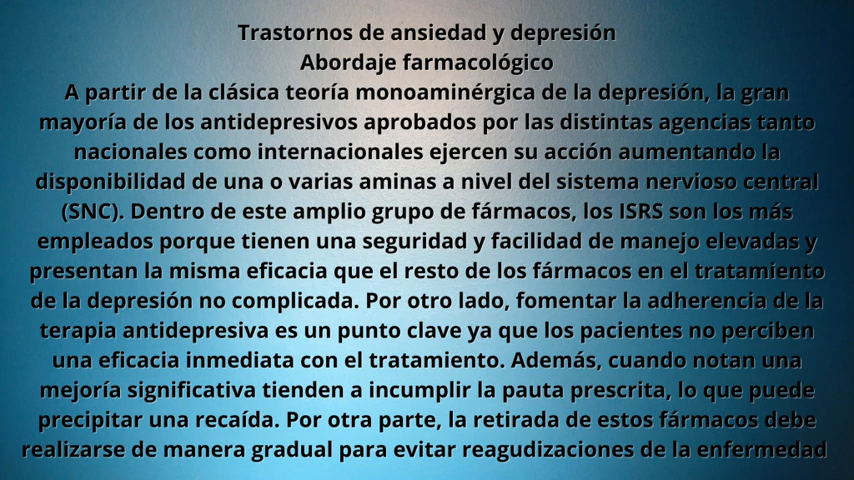 Trastornos de ansiedad y depresión
Abordaje farmacológico
A partir de la clásica teoría monoaminérgica de la depresión, la gran
mayoría de los antidepresivos aprobados por las distintas agencias tanto
nacionales como internacionales ejercen su acción aumentando la
disponibilidad de una o varias aminas a nivel del sistema nervioso central
(SNC). Dentro de este amplio grupo de fármacos, los ISRS son los más
empleados porque tienen una seguridad y facilidad de manejo elevadas y
presentan la misma eficacia que el resto de los fármacos en el tratamiento
de la depresión no complicada. Por otro lado, fomentar la adherencia de la
terapia antidepresiva es un punto clave ya que los pacientes no perciben
una eficacia inmediata con el tratamiento. Además, cuando notan una
mejoría significativa tienden a incumplir la pauta prescrita, lo que puede
precipitar una recaída. Por otra parte, la retirada de estos fármacos debe
realizarse de manera gradual para evitar reagudizaciones de la enfermedad